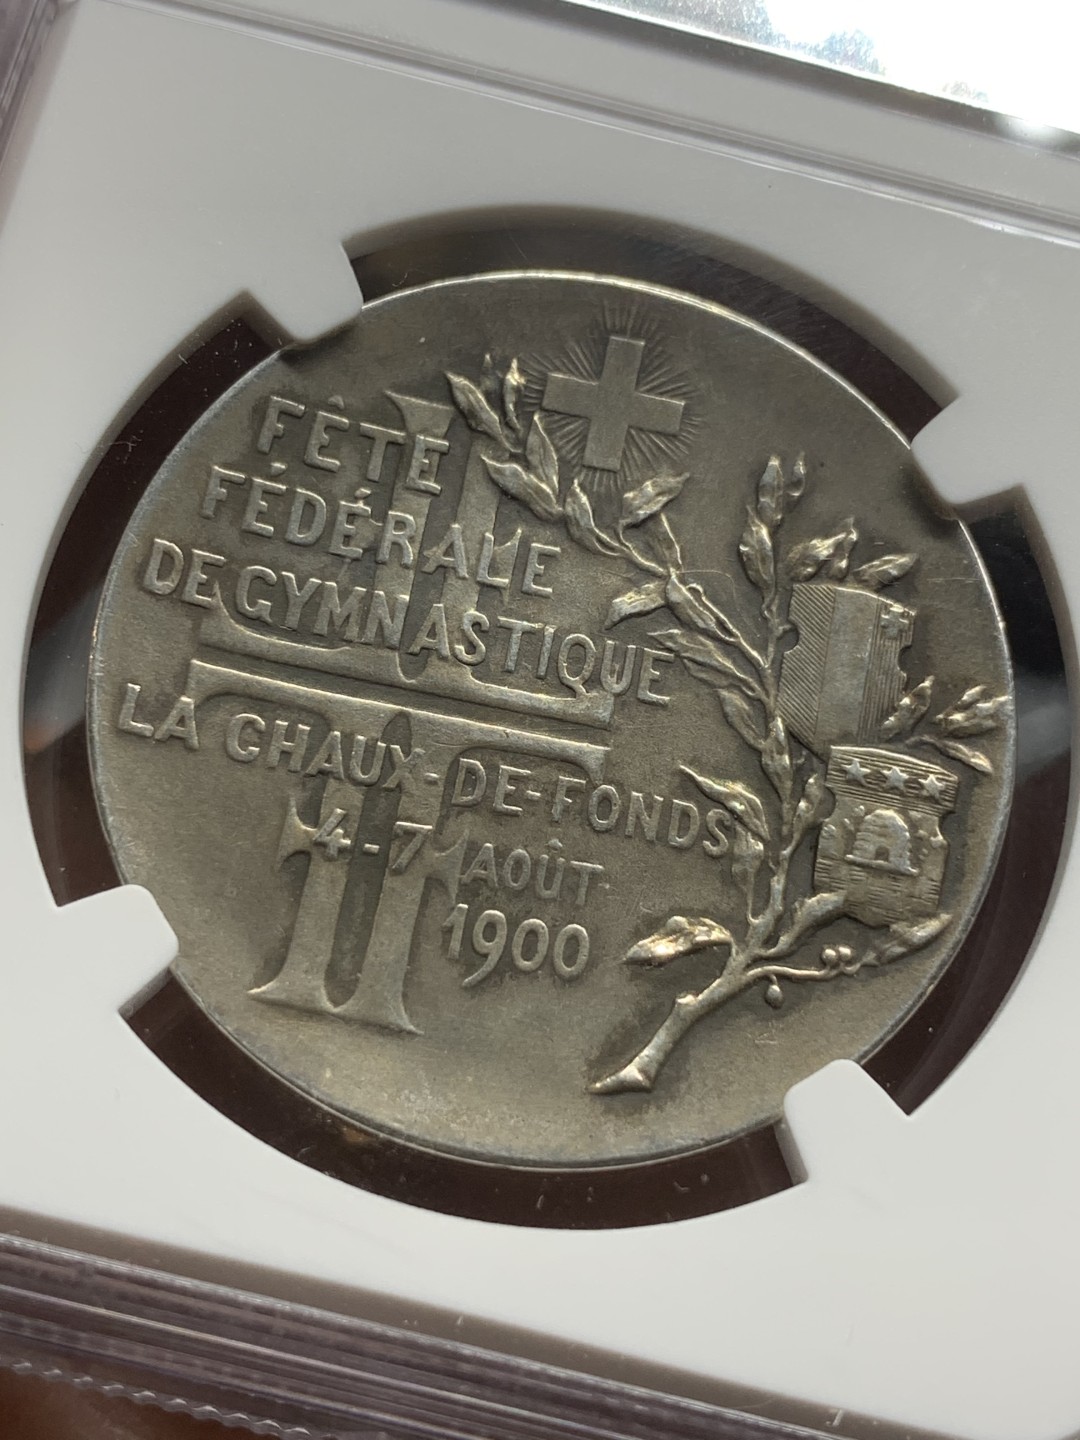 FÊTE
FÉDÉRALE
DE GYMNASTIQUE
LA CHAUX-DE-FONDS
4-7 AOÛT
1900